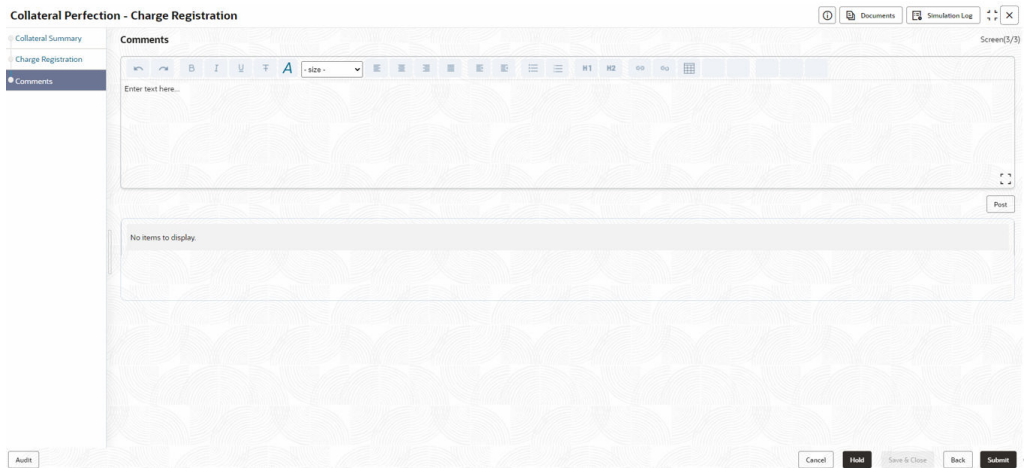 Collateral Perfection - Charge Registration
Documents
Simulation Log
Collateral Summary
Charge Registration
Comments
Comments
Screen(3/3)
B I U T A - size - H1 H2
Enter text here...
Post
No items to display.
Audit
Cancel
Hold
Save & Close
Back
Submit